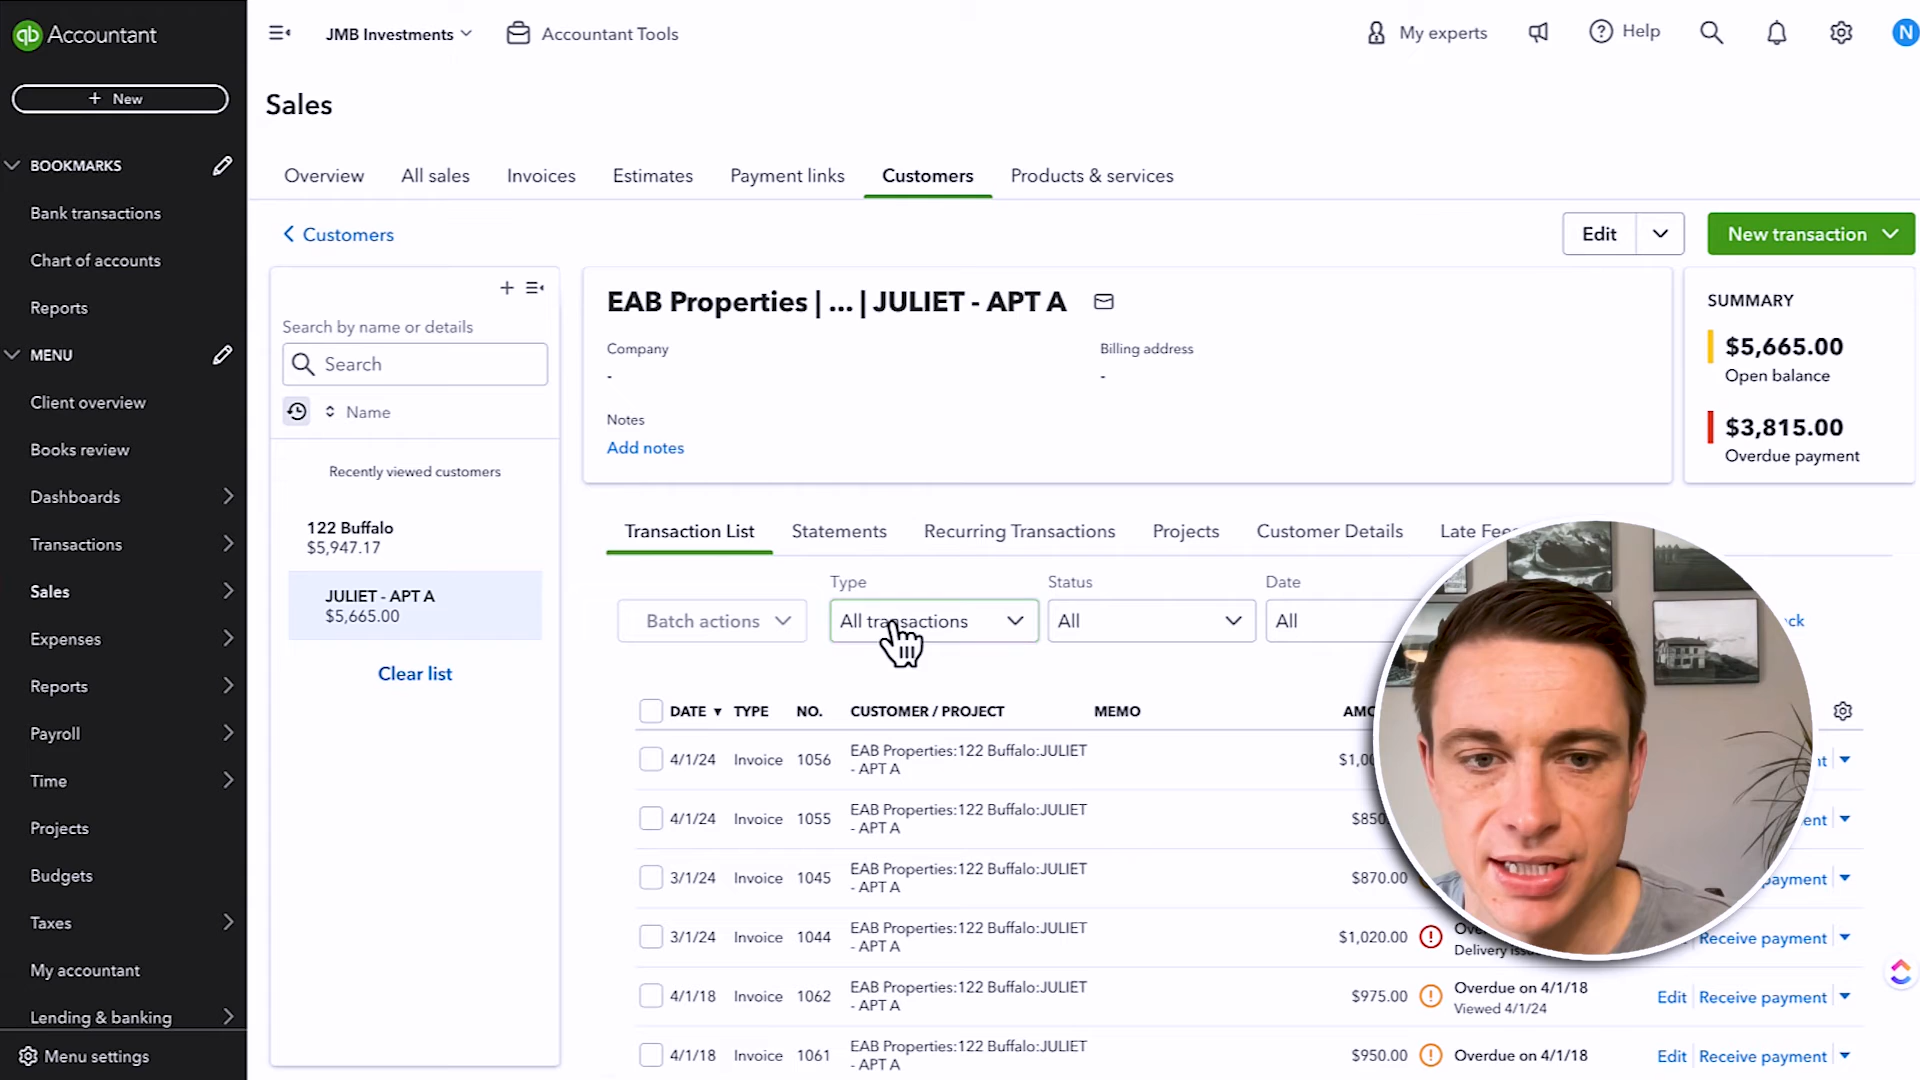 qb Accountant
JMB Investments
Accountant Tools
My experts
Help
N
+ New
Sales
BOOKMARKS
Overview
All sales
Invoices
Estimates
Payment links
Customers
Products & services
Bank transactions
Chart of accounts
Reports
MENU
Client overview
Books review
Dashboards
Transactions
Sales
Expenses
Reports
Payroll
Time
Projects
Budgets
Taxes
My accountant
Lending & banking
Menu settings
Customers
Edit
New transaction
Search by name or details
Search
Name
Recently viewed customers
122 Buffalo
$5,947.17
JULIET - APT A
$5,665.00
Clear list
EAB Properties | ... | JULIET - APT A
Company
-
Billing address
-
Notes
Add notes
SUMMARY
$5,665.00
Open balance
$3,815.00
Overdue payment
Transaction List
Statements
Recurring Transactions
Projects
Customer Details
Late Fee
Type
Status
Date
Batch actions
All transactions
All
All
DATE ▼ TYPE NO. CUSTOMER / PROJECT MEMO
4/1/24 Invoice 1056 EAB Properties:122 Buffalo:JULIET
- APT A
4/1/24 Invoice 1055 EAB Properties:122 Buffalo:JULIET
- APT A
3/1/24 Invoice 1045 EAB Properties:122 Buffalo:JULIET $870.00 payment
- APT A
3/1/24 Invoice 1044 EAB Properties:122 Buffalo:JULIET $1,020.00 Receive payment
- APT A Delivery
4/1/18 Invoice 1062 EAB Properties:122 Buffalo:JULIET $975.00 Overdue on 4/1/18 Edit Receive payment
- APT A Viewed 4/1/24
4/1/18 Invoice 1061 EAB Properties:122 Buffalo:JULIET $950.00 Overdue on 4/1/18 Edit Receive payment
- APT A